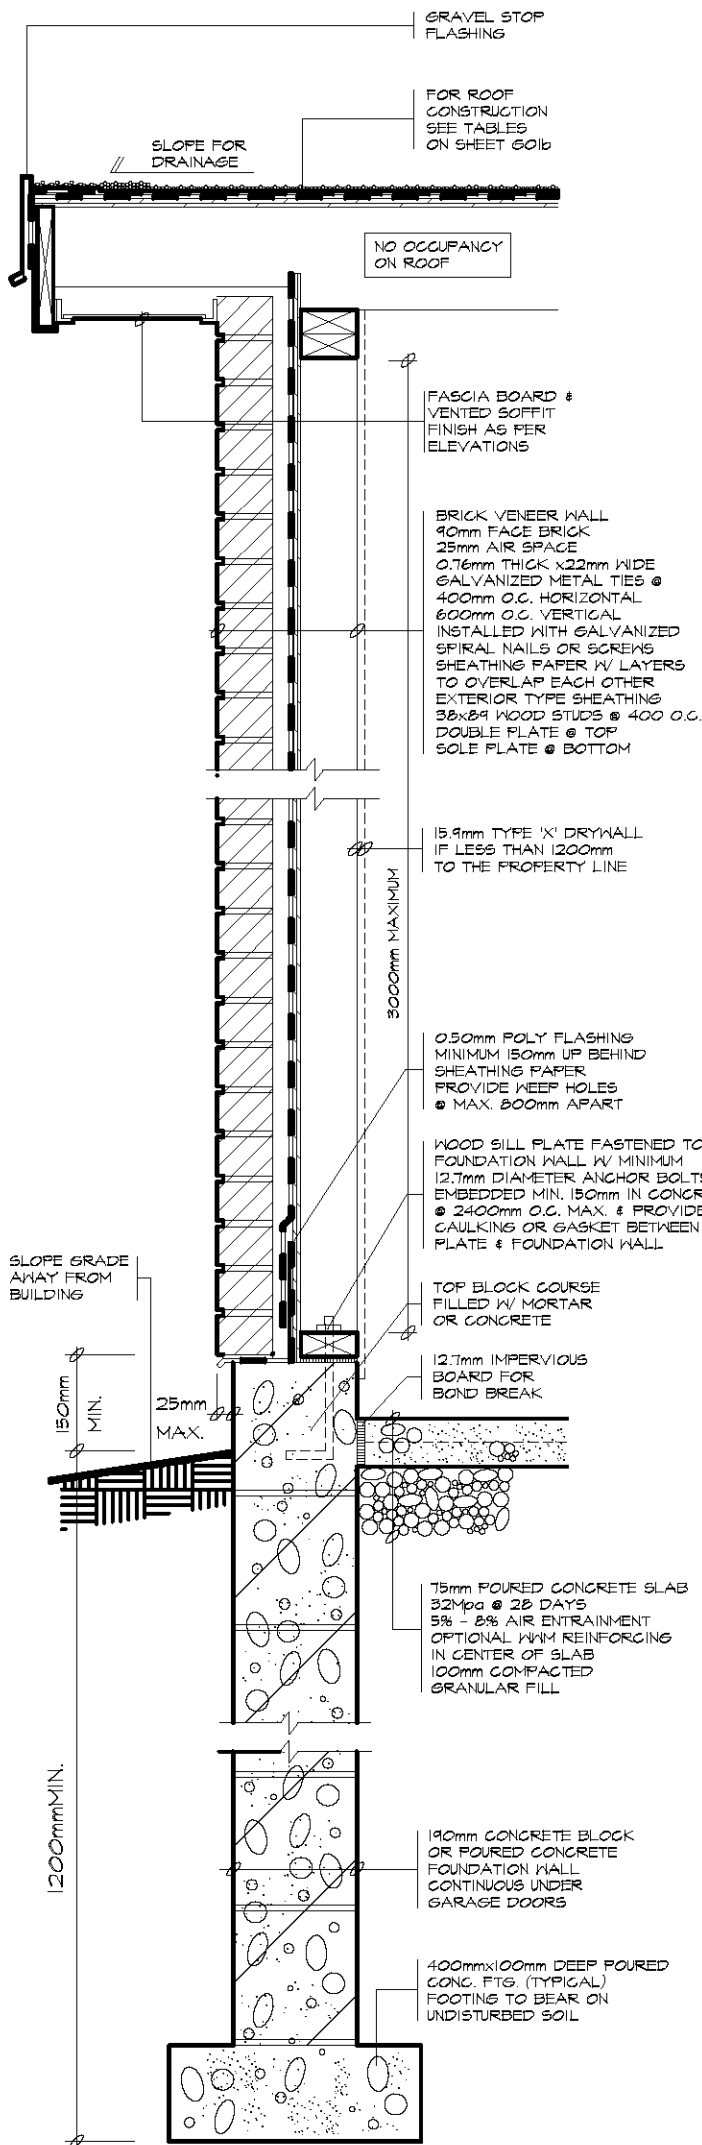 GRAVEL STOP
FLASHING
FOR ROOF
CONSTRUCTION
SEE TABLES
ON SHEET G01b
SLOPE FOR
DRAINAGE
NO OCCUPANCY
ON ROOF
FASCIA BOARD &
VENTED SOFFIT
FINISH AS PER
ELEVATIONS
BRICK VENEER WALL
90mm FACE BRICK
25mm AIR SPACE
0.76mm THICK x22mm WIDE
GALVANIZED METAL TIES @
400mm O.C. HORIZONTAL
600mm O.C. VERTICAL
INSTALLED WITH GALVANIZED
SPIRAL NAILS OR SCREWS
SHEATHING PAPER W/ LAYERS
TO OVERLAP EACH OTHER
EXTERIOR TYPE SHEATHING
38x89 WOOD STUDS @ 400 O.C.
DOUBLE PLATE @ TOP
SOLE PLATE @ BOTTOM
15.9mm TYPE 'X' DRYWALL
IF LESS THAN 1200mm
TO THE PROPERTY LINE
3000mm MAXIMUM
0.50mm POLY FLASHING
MINIMUM 150mm UP BEHIND
SHEATHING PAPER
PROVIDE WEEP HOLES
@ MAX. 800mm APART
WOOD SILL PLATE FASTENED TO
FOUNDATION WALL W/ MINIMUM
12.7mm DIAMETER ANCHOR BOLTS
EMBEDDED MIN. 150mm IN CONCR
@ 2400mm O.C. MAX. & PROVIDE
CAULKING OR GASKET BETWEEN
PLATE & FOUNDATION WALL
SLOPE GRADE
AWAY FROM
BUILDING
TOP BLOCK COURSE
FILLED W/ MORTAR
OR CONCRETE
12.7mm IMPERVIOUS
BOARD FOR
BOND BREAK
150mm
MIN.
25mm
MAX.
75mm POURED CONCRETE SLAB
32Mpa @ 28 DAYS
5% - 8% AIR ENTRAINMENT
OPTIONAL WWM REINFORCING
IN CENTER OF SLAB
100mm COMPACTED
GRANULAR FILL
1200mmMIN.
190mm CONCRETE BLOCK
OR POURED CONCRETE
FOUNDATION WALL
CONTINUOUS UNDER
GARAGE DOORS
400mmx100mm DEEP POURED
CONC. FTG. (TYPICAL)
FOOTING TO BEAR ON
UNDISTURBED SOIL